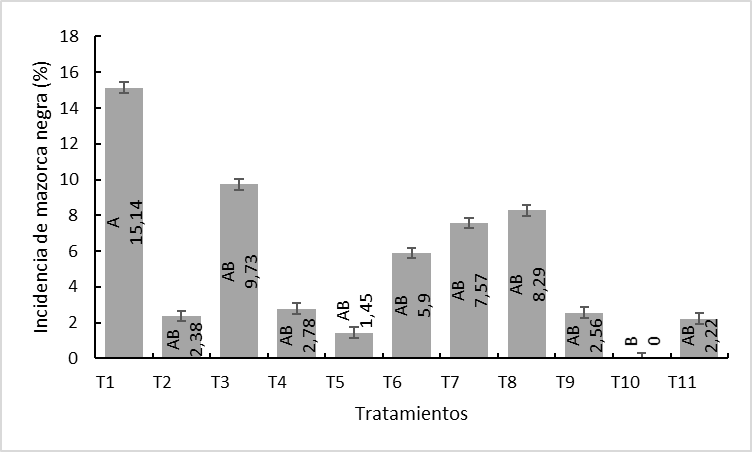 Incidencia de mazorca negra (%)
18
16
14
12
10
8
6
4
2
0
A
15,14
AB
2,38
AB
9,73
AB
2,78
AB
1,45
AB
5,9
AB
7,57
AB
8,29
AB
2,56
B
0
AB
2,22
T1 T2 T3 T4 T5 T6 T7 T8 T9 T10 T11
Tratamientos